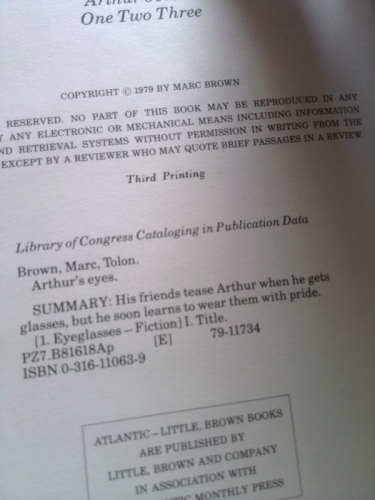 One Two Three
COPYRIGHT © 1979 BY MARC BROWN
RESERVED. NO PART OF THIS BOOK MAY BE REPRODUCED IN ANY
ANY ELECTRONIC OR MECHANICAL MEANS INCLUDING INFORMATION
RETRIEVAL SYSTEMS WITHOUT PERMISSION IN WRITING FROM THE
EXCEPT BY A REVIEWER WHO MAY QUOTE BRIEF PASSAGES IN A REVIEW.
Third Printing
Library of Congress Cataloging in Publication Data
Brown, Marc, Tolon.
Arthur's eyes.
SUMMARY: His friends tease Arthur when he gets
glasses, but he soon learns to wear them with pride.
[1. Eyeglasses—Fiction] I. Title.
PZ7.B81618Ap [E] 79-11734
ISBN 0-316-11063-9
ATLANTIC–LITTLE, BROWN BOOKS
ARE PUBLISHED BY
LITTLE, BROWN AND COMPANY
IN ASSOCIATION WITH
MONTHLY PRESS